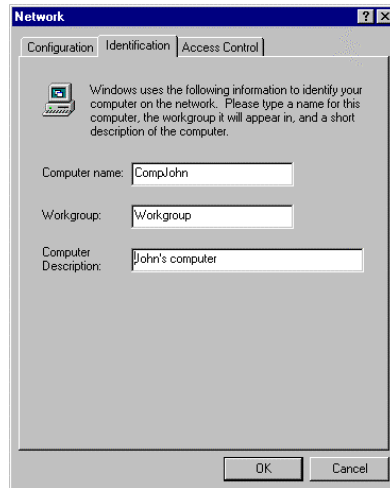 Network
Configuration Identification Access Control
Windows uses the following information to identify your
computer on the network. Please type a name for this
computer, the workgroup it will appear in, and a short
description of the computer.
Computer name: CompJohn
Workgroup: Workgroup
Computer
Description: John's computer
OK Cancel